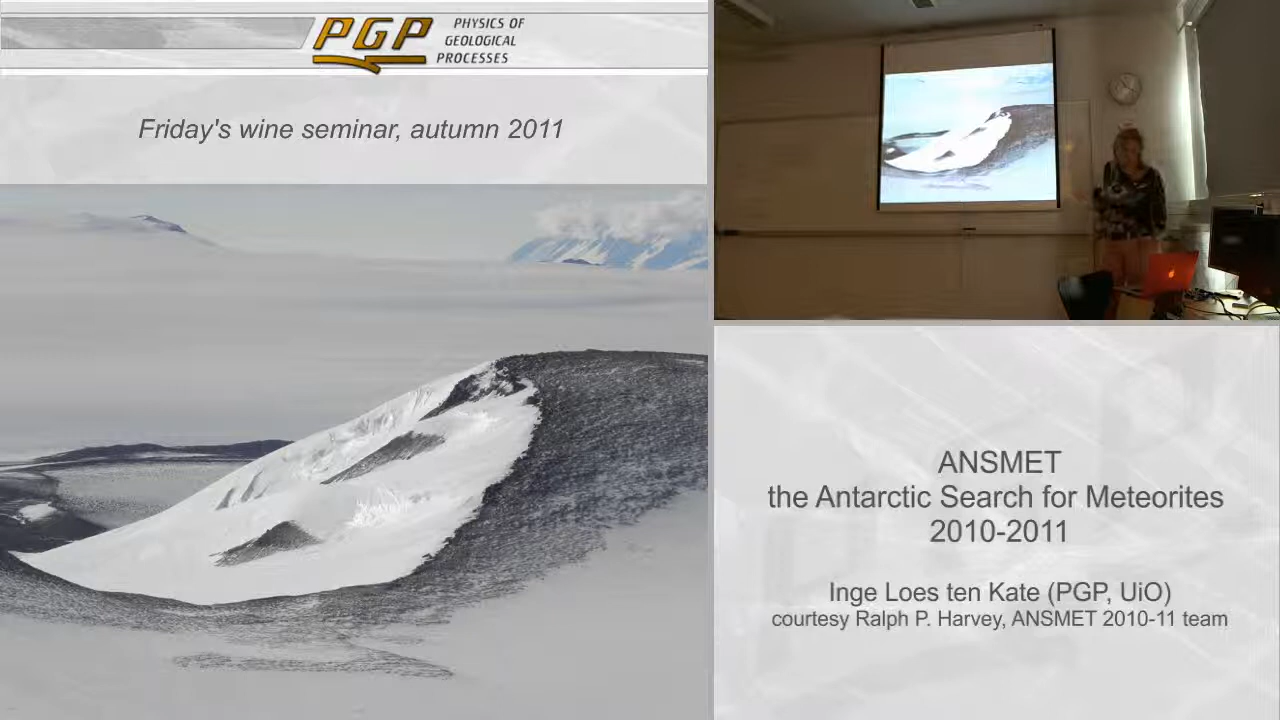 PGP
PHYSICS OF
GEOLOGICAL
PROCESSES
Friday's wine seminar, autumn 2011
ANSMET
the Antarctic Search for Meteorites
2010-2011
Inge Loes ten Kate (PGP, UiO)
courtesy Ralph P. Harvey, ANSMET 2010-11 team